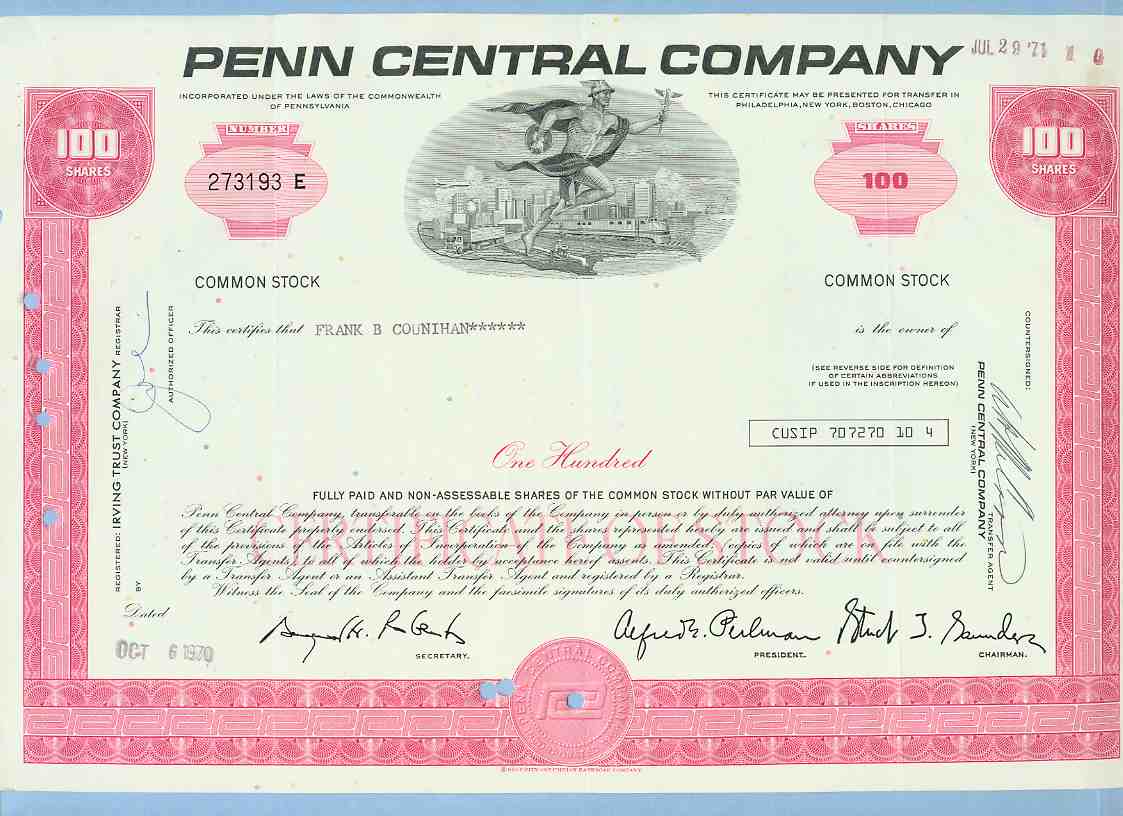 PENN CENTRAL COMPANY
JUL 29 '71
INCORPORATED UNDER THE LAWS OF THE COMMONWEALTH
OF PENNSYLVANIA
THIS CERTIFICATE MAY BE PRESENTED FOR TRANSFER IN
PHILADELPHIA, NEW YORK, BOSTON, CHICAGO
100
SHARES
NUMBER
273193 E
SHARES
100
100
SHARES
COMMON STOCK
COMMON STOCK
This certifies that FRANK B COUNIHAN******
is the owner of
(SEE REVERSE SIDE FOR DEFINITION
OF CERTAIN ABBREVIATIONS
IF USED IN THE INSCRIPTION HEREON)
CUSIP 707270 10 4
One Hundred
FULLY PAID AND NON-ASSESSABLE SHARES OF THE COMMON STOCK WITHOUT PAR VALUE OF
CERTIFICATE OF STOCK
Penn Central Company, transferable on the books of the Company in person or by duly authorized attorney upon surrender
of this Certificate properly endorsed. This Certificate and the shares represented hereby are issued and shall be subject to all
of the provisions of the Articles of Incorporation of the Company as amended (copies of which are on file with the
Transfer Agents), to all of which the holder by acceptance hereof assents. This Certificate is not valid until countersigned
by a Transfer Agent or an Assistant Transfer Agent and registered by a Registrar.
Witness the Seal of the Company and the facsimile signatures of its duly authorized officers.
Dated
OCT 6 1970
SECRETARY.
Alfred E. Perlman
PRESIDENT.
Stuart T. Saunders
CHAIRMAN.
REGISTERED: IRVING TRUST COMPANY REGISTRAR
(NEW YORK)
BY
AUTHORIZED OFFICER
COUNTERSIGNED:
PENN CENTRAL COMPANY
(NEW YORK)
TRANSFER AGENT
PENN CENTRAL COMPANY